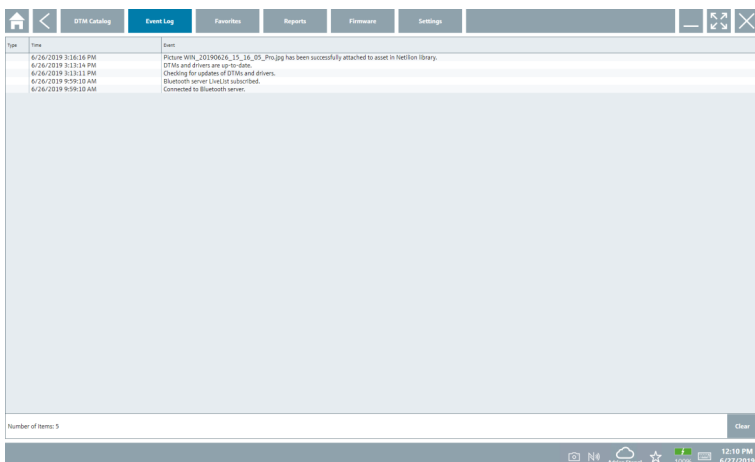 DTM Catalog Event Log Favorites Reports Firmware Settings
Type Time Event
6/26/2019 3:16:16 PM Picture WIN_20190626_15_16_05_Pro.jpg has been successfully attached to asset in Netilion library.
6/26/2019 3:13:14 PM DTMs and drivers are up-to-date.
6/26/2019 3:13:11 PM Checking for updates of DTMs and drivers.
6/26/2019 9:59:10 AM Bluetooth server LiveList subscribed.
6/26/2019 9:59:10 AM Connected to Bluetooth server.
Number of items: 5 Clear
12:10 PM
100% 6/27/2019